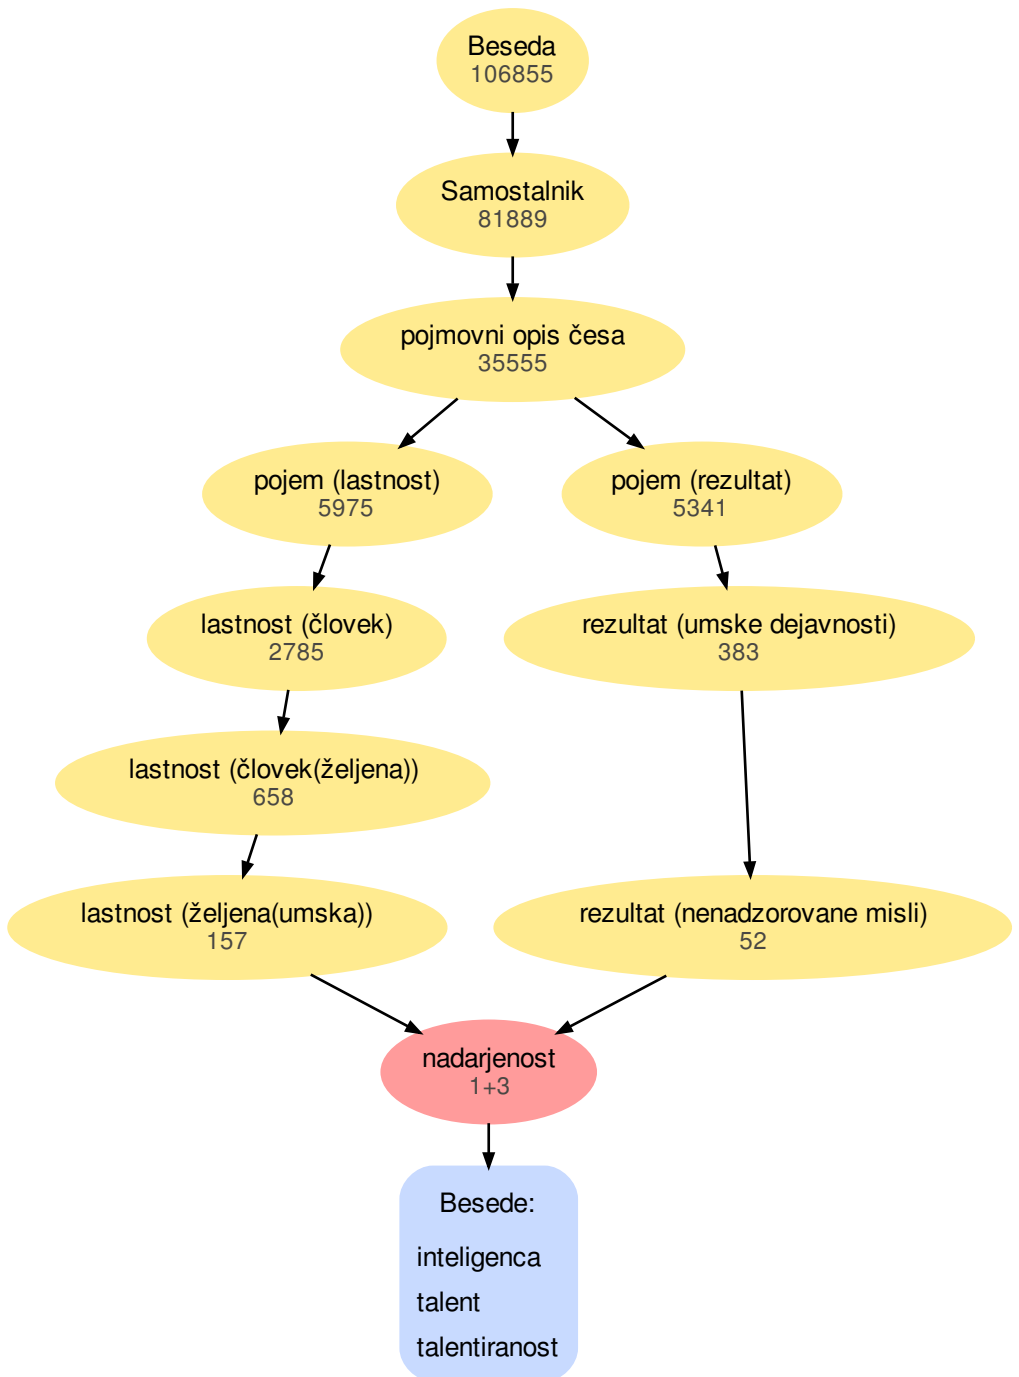 Beseda
106855
Samostalnik
81889
pojmovni opis česa
35555
pojem (lastnost)
5975
pojem (rezultat)
5341
lastnost (človek)
2785
rezultat (umske dejavnosti)
383
lastnost (človek(željena))
658
lastnost (željena(umska))
157
rezultat (nenadzorovane misli)
52
nadarjenost
1+3
Besede:
inteligenca
talent
talentiranost